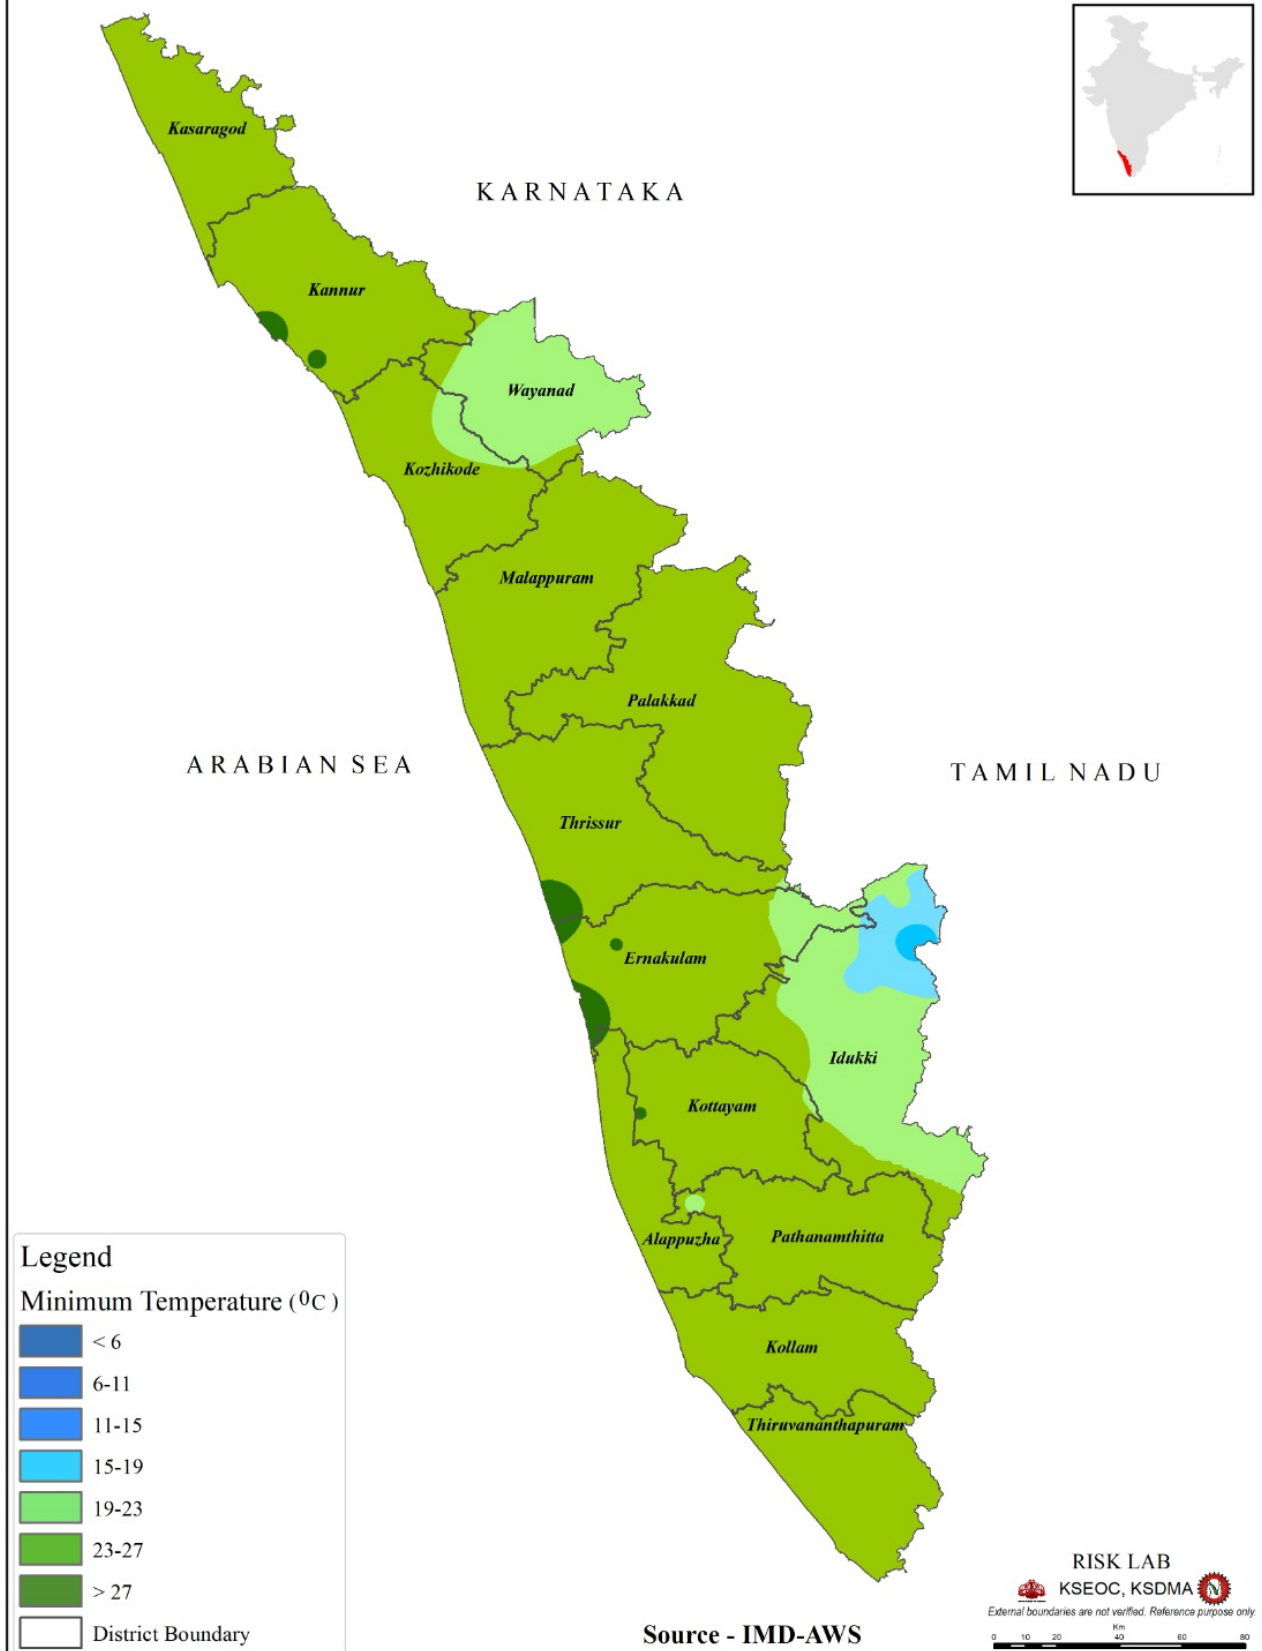 Kasaragod
KARNATAKA
Kannur
Wayanad
Kozhikode
Malappuram
Palakkad
ARABIAN SEA
TAMIL NADU
Thrissur
Ernakulam
Idukki
Kottayam
Alappuzha
Pathanamthitta
Kollam
Thiruvananthapuram
Legend
Minimum Temperature (⁰C )
< 6
6-11
11-15
15-19
19-23
23-27
> 27
District Boundary
RISK LAB
KSEOC, KSDMA
N
External boundaries are not verified. Reference purpose only.
Km
0 10 20 40 60 80
Source - IMD-AWS